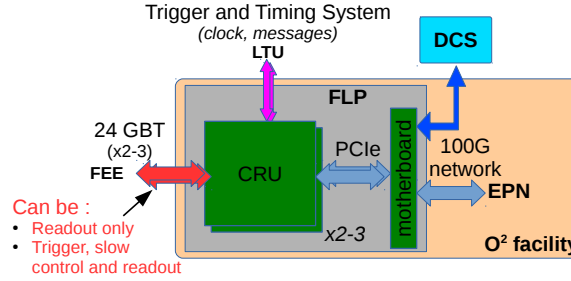 Trigger and Timing System
(clock, messages)
LTU
DCS
FLP
24 GBT
(x2-3)
FEE
CRU
PCIe
motherboard
100G
network
EPN
Can be :
• Readout only
• Trigger, slow
control and readout
x2-3
O² facility